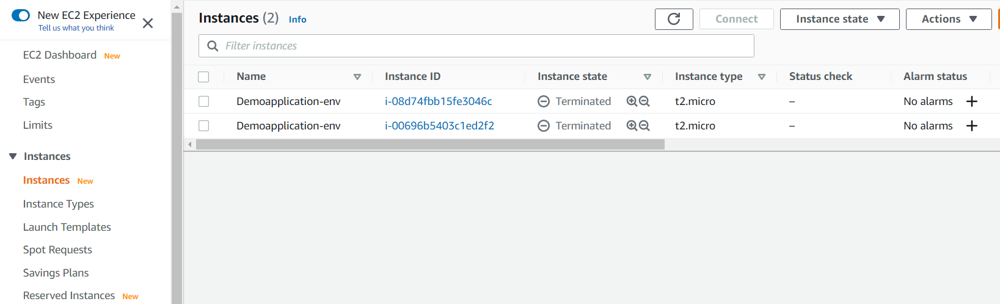 New EC2 Experience
Tell us what you think
EC2 Dashboard New
Events
Tags
Limits
Instances
Instances New
Instance Types
Launch Templates
Spot Requests
Savings Plans
Reserved Instances New
Instances (2) Info
Connect
Instance state
Actions
Filter instances
Name Instance ID Instance state Instance type Status check Alarm status
Demoapplication-env i-08d74fbb15fe3046c Terminated t2.micro – No alarms
Demoapplication-env i-00696b5403c1ed2f2 Terminated t2.micro – No alarms